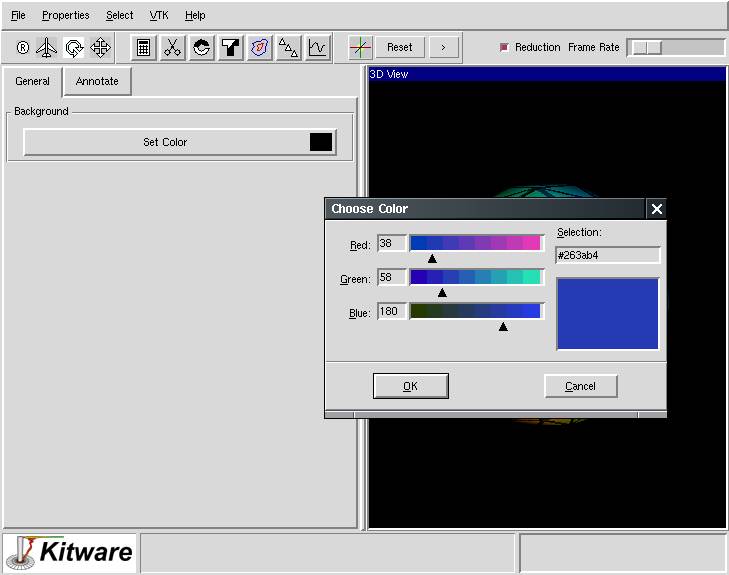 File Properties Select VTK Help
R Reset > Reduction Frame Rate
General Annotate
3D View
Background
Set Color
Choose Color
Red: 38
Green: 58
Blue: 180
Selection:
#263ab4
OK Cancel
Kitware